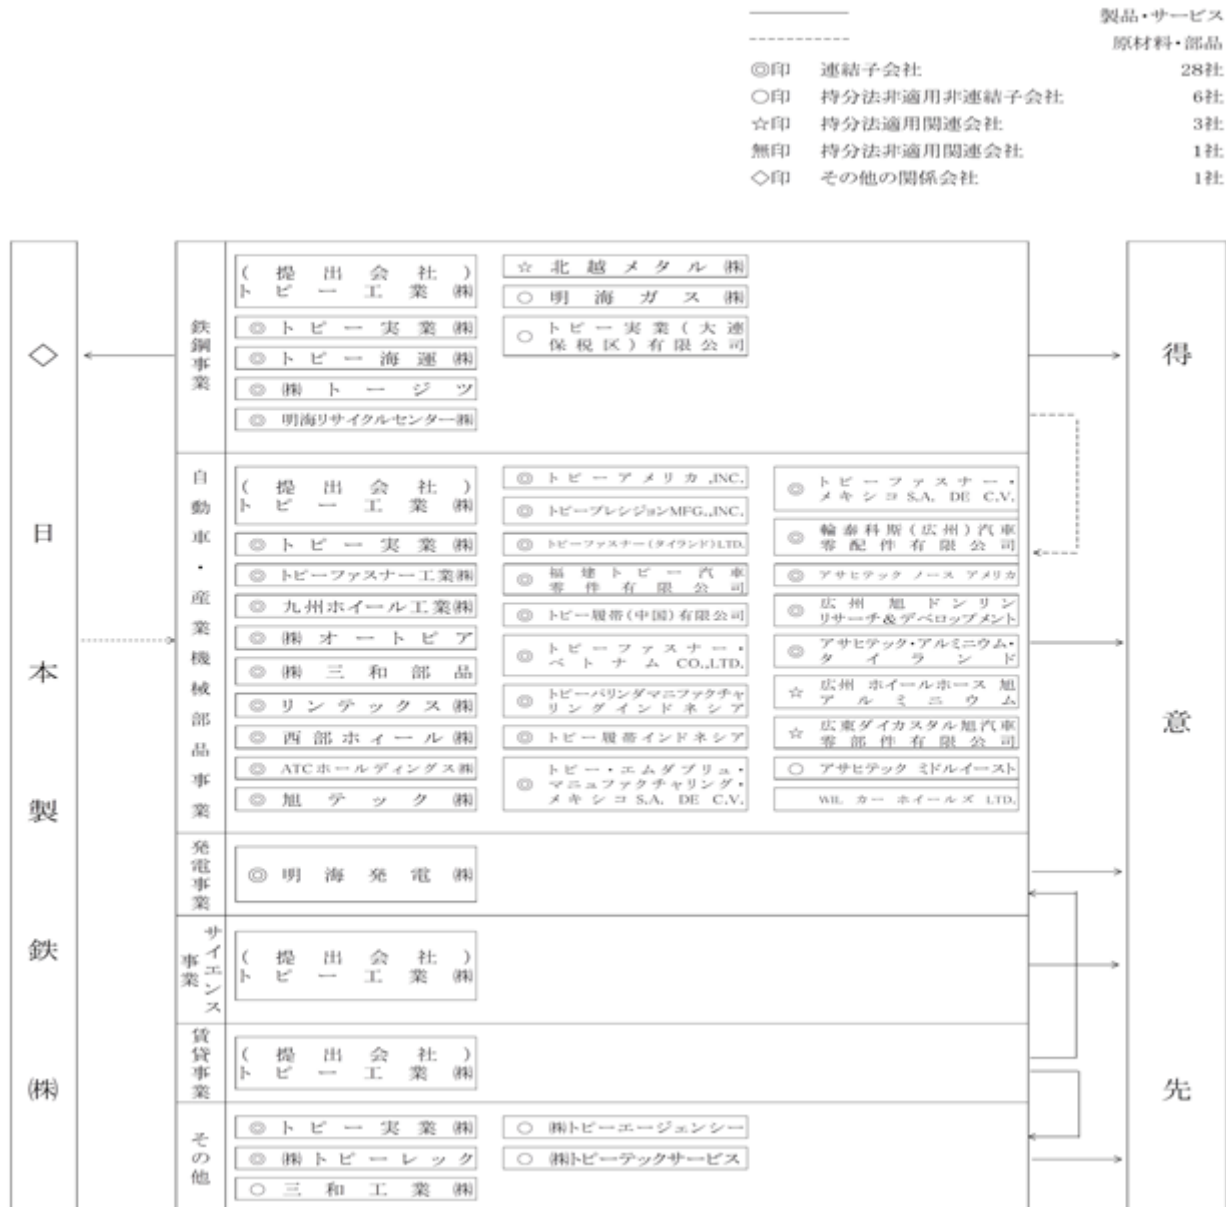 製品・サービス
原材料・部品
◎印 連結子会社 28社
○印 持分法非適用非連結子会社 6社
☆印 持分法適用関連会社 3社
無印 持分法非適用関連会社 1社
◇印 その他の関係会社 1社
◇ 日本製鉄(株)
鉄鋼事業
(提出会社)
トピー工業㈱
◎ トピー実業㈱
◎ トピー海運㈱
◎ ㈱トージツ
◎ 明海リサイクルセンター㈱
☆ 北越メタル㈱
○ 明海ガス㈱
○ トピー実業(大連
保税区)有限公司
自動車・産業機械部品事業
(提出会社)
トピー工業㈱
◎ トピー実業㈱
◎ トピーファスナー工業㈱
◎ 九州ホイール工業㈱
◎ ㈱オートピア
◎ ㈱三和部品
◎ リンテックス㈱
◎ 西部ホィール㈱
◎ ATCホールディングス㈱
◎ 旭テック㈱
◎ トピーアメリカ,INC.
◎ トピープレシジョンMFG.,INC.
◎ トピーファスナー(タイランド)LTD.
◎ 福建トピー汽車
零件有限公司
◎ トピー履帯(中国)有限公司
◎ トピーファスナー・
ベトナムCO.,LTD.
◎ トピーパリンダマニファクチャ
リングインドネシア
◎ トピー履帯インドネシア
◎ トピー・エムダブリュ・
マニュファクチャリング・
メキシコS.A. DE C.V.
◎ トピーファスナー・
メキシコS.A. DE C.V.
◎ 輪泰科斯(広州)汽車
零配件有限公司
◎ アサヒテック ノース アメリカ
◎ 広州旭ドンリン
リサーチ&デベロップメント
◎ アサヒテック・アルミニウム・
タイランド
☆ 広州 ホイールホース 旭
アルミニウム
☆ 広東ダイカスタル旭汽車
零部件有限公司
○ アサヒテック ミドルイースト
WIL カー ホイールズ LTD.
発電事業
◎ 明海発電㈱
サイエンス事業
(提出会社)
トピー工業㈱
賃貸事業
(提出会社)
トピー工業㈱
その他
◎ トピー実業㈱
◎ ㈱トピーレック
○ 三和工業㈱
○ ㈱トピーエージェンシー
○ ㈱トピーテックサービス
得意先